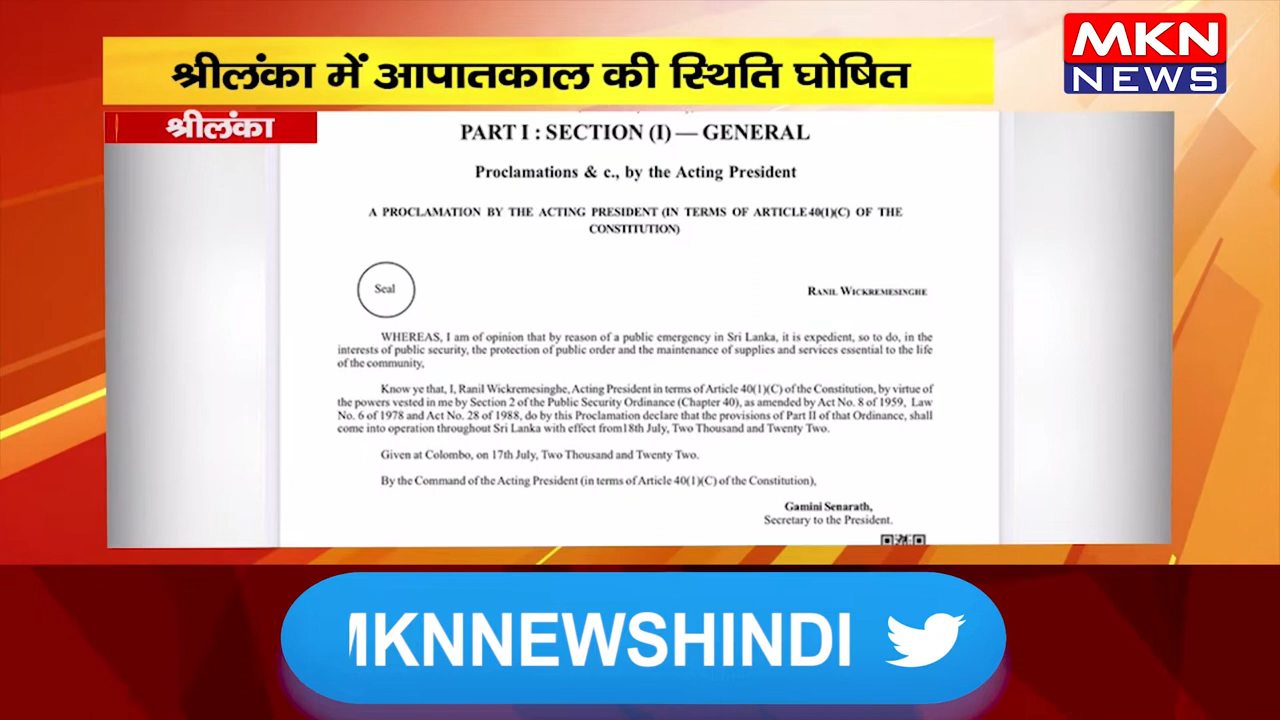 श्रीलंका में आपातकाल की स्थिति घोषित
MKN
NEWS
श्रीलंका
PART I : SECTION (I) — GENERAL
Proclamations & c., by the Acting President
A PROCLAMATION BY THE ACTING PRESIDENT (IN TERMS OF ARTICLE 40(1)(C) OF THE
CONSTITUTION)
Seal
RANIL WICKREMESINGHE
WHEREAS, I am of opinion that by reason of a public emergency in Sri Lanka, it is expedient, so to do, in the
interests of public security, the protection of public order and the maintenance of supplies and services essential to the life
of the community,
Know ye that, I, Ranil Wickremesinghe, Acting President in terms of Article 40(1)(C) of the Constitution, by virtue of
the powers vested in me by Section 2 of the Public Security Ordinance (Chapter 40), as amended by Act No. 8 of 1959, Law
No. 6 of 1978 and Act No. 28 of 1988, do by this Proclamation declare that the provisions of Part II of that Ordinance, shall
come into operation throughout Sri Lanka with effect from18th July, Two Thousand and Twenty Two.
Given at Colombo, on 17th July, Two Thousand and Twenty Two.
By the Command of the Acting President (in terms of Article 40(1)(C) of the Constitution),
Gamini Senarath,
Secretary to the President.
MKNNEWSHINDI